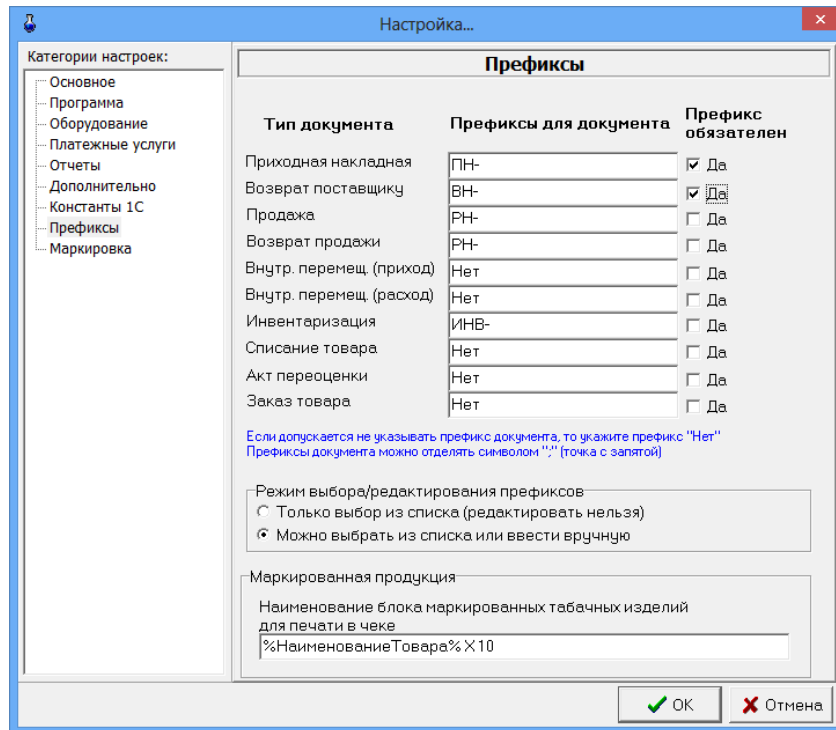 Настройка...
Категории настроек:
Основное
Программа
Оборудование
Платежные услуги
Отчеты
Дополнительно
Константы 1С
Префиксы
Маркировка
Префиксы
Тип документа Префиксы для документа Префикс обязателен
Приходная накладная ПН- Да
Возврат поставщику ВН- Да
Продажа РН- Да
Возврат продажи РН- Да
Внутр. перемещ. (приход) Нет Да
Внутр. перемещ. (расход) Нет Да
Инвентаризация ИНВ- Да
Списание товара Нет Да
Акт переоценки Нет Да
Заказ товара Нет Да
Если допускается не указывать префикс документа, то укажите префикс "Нет"
Префиксы документа можно отделять символом ";" (точка с запятой)
Режим выбора/редактирования префиксов
Только выбор из списка (редактировать нельзя)
Можно выбрать из списка или ввести вручную
Маркированная продукция
Наименование блока маркированных табачных изделий
для печати в чеке
%НаименованиеТовара% X10
OK Отмена